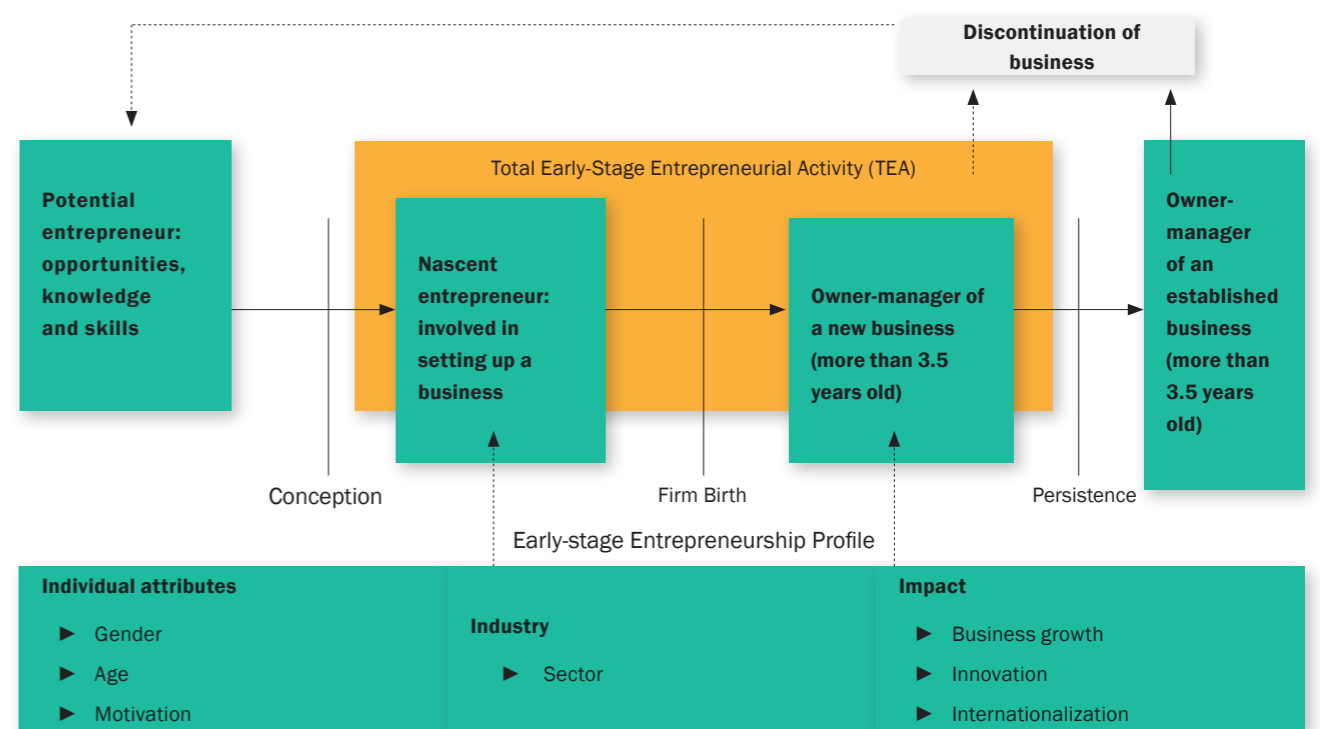 Discontinuation of
business
Total Early-Stage Entrepreneurial Activity (TEA)
Potential
entrepreneur:
opportunities,
knowledge
and skills
Nascent
entrepreneur:
involved in
setting up a
business
Owner-manager of
a new business
(more than 3.5
years old)
Owner-
manager
of an
established
business
(more than
3.5 years
old)
Conception
Firm Birth
Persistence
Early-stage Entrepreneurship Profile
Individual attributes
► Gender
► Age
► Motivation
Industry
► Sector
Impact
► Business growth
► Innovation
► Internationalization